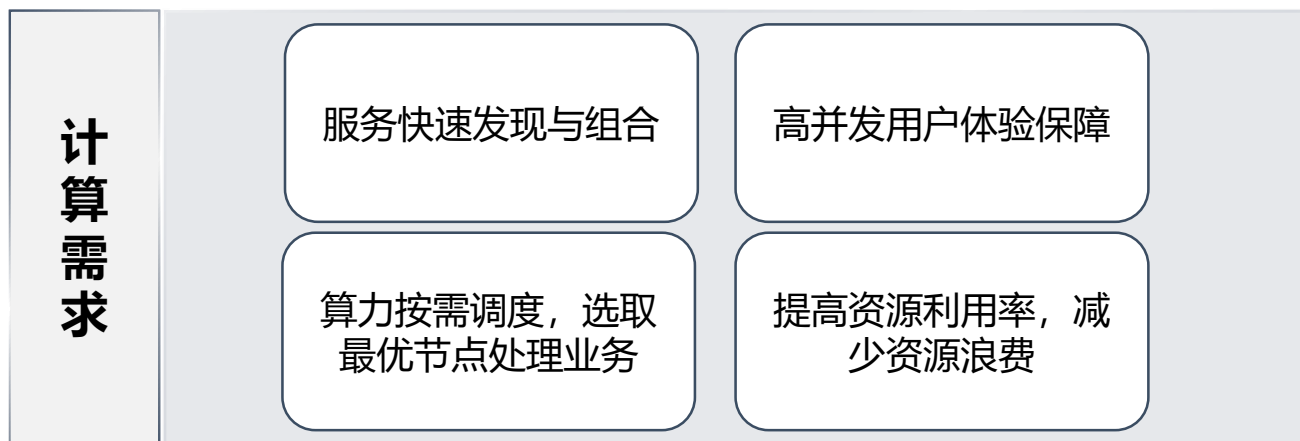 计算需求
服务快速发现与组合
高并发用户体验保障
算力按需调度，选取
最优节点处理业务
提高资源利用率，减
少资源浪费